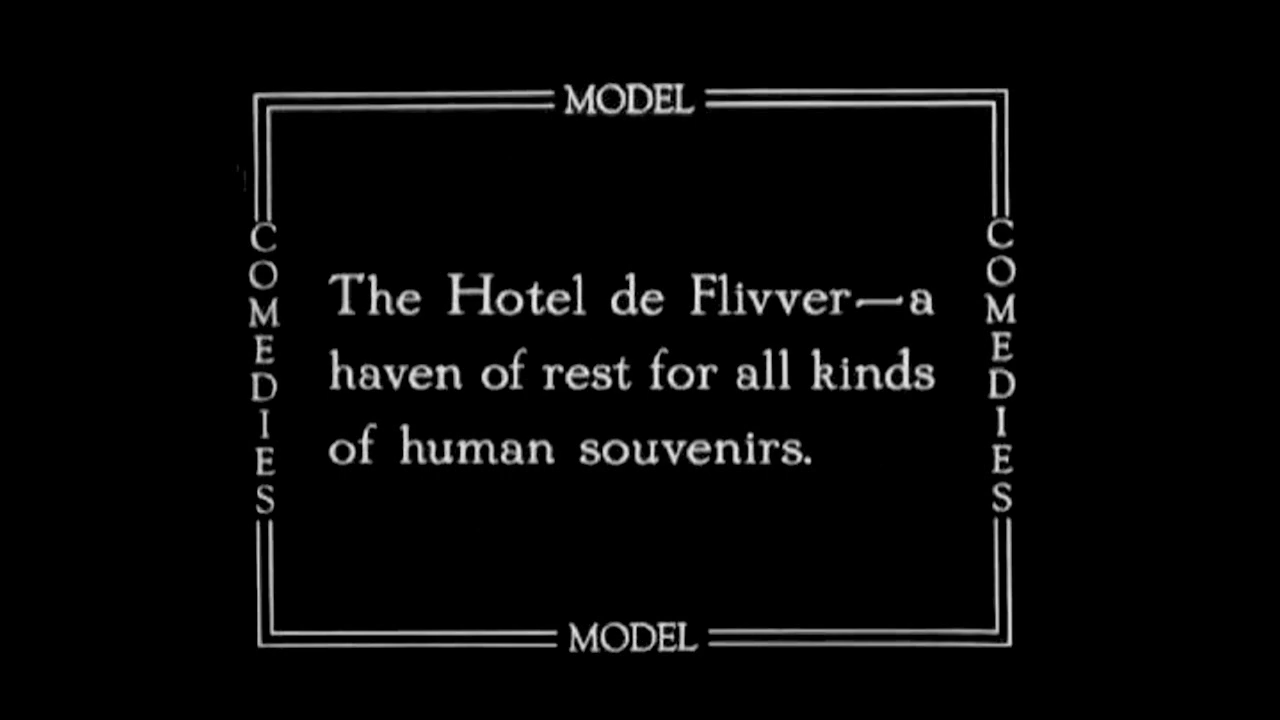 MODEL
COMEDIES
The Hotel de Flivver—a
haven of rest for all kinds
of human souvenirs.
COMEDIES
MODEL